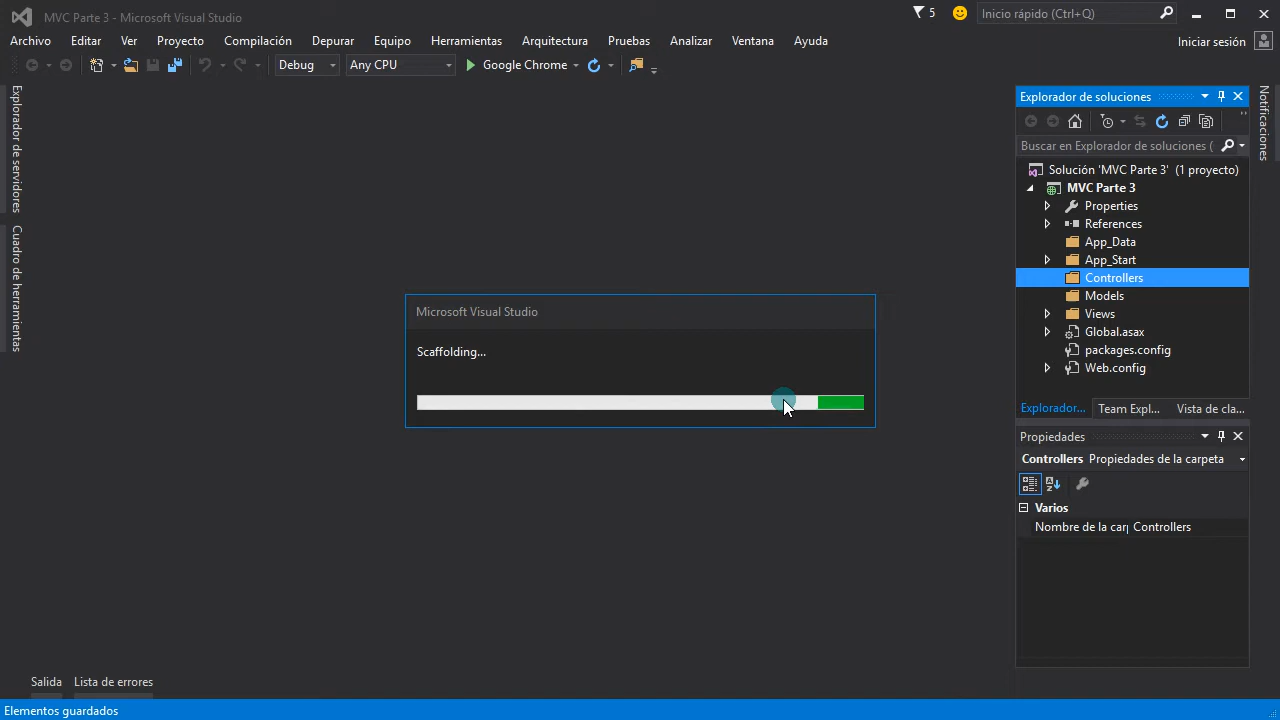 MVC Parte 3 - Microsoft Visual Studio
5
Inicio rápido (Ctrl+Q)
Archivo Editar Ver Proyecto Compilación Depurar Equipo Herramientas Arquitectura Pruebas Analizar Ventana Ayuda
Iniciar sesión
Debug Any CPU Google Chrome
Explorador de servidores
Cuadro de herramientas
Microsoft Visual Studio
Scaffolding...
Explorador de soluciones
Buscar en Explorador de soluciones (
Solución 'MVC Parte 3' (1 proyecto)
MVC Parte 3
Properties
References
App_Data
App_Start
Controllers
Models
Views
Global.asax
packages.config
Web.config
Explorador... Team Expl... Vista de cla...
Propiedades
Controllers Propiedades de la carpeta
Varios
Nombre de la car Controllers
Notificaciones
Salida Lista de errores
Elementos guardados